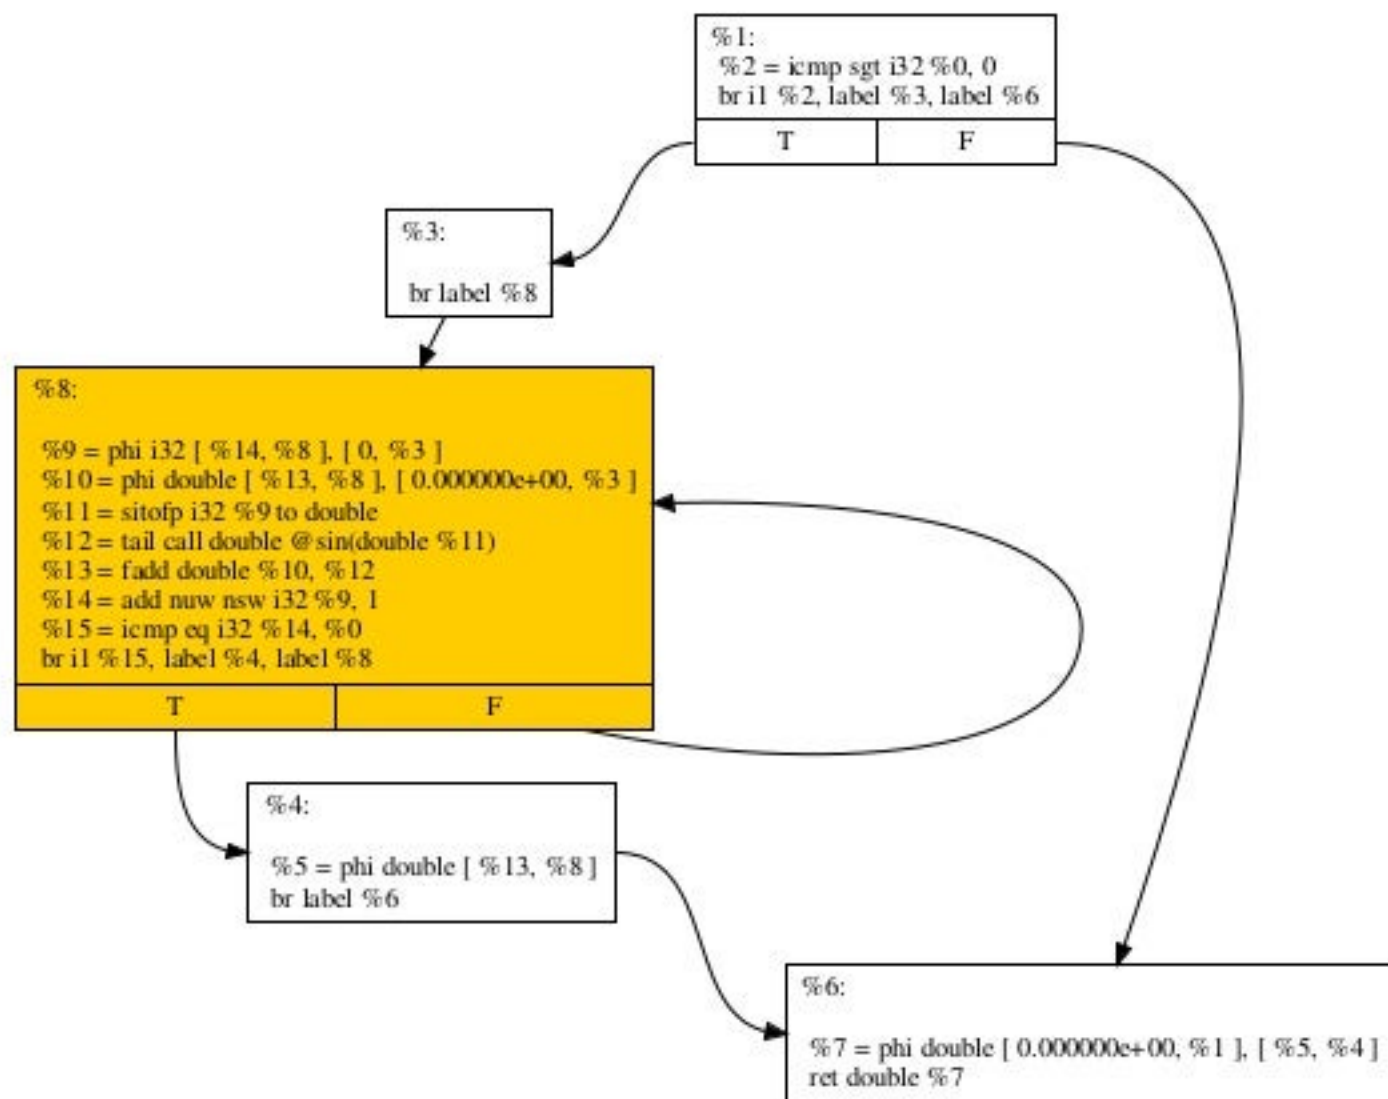 %1:
%2 = icmp sgt i32 %0, 0
br i1 %2, label %3, label %6
T F
%3:
br label %8
%8:
%9 = phi i32 [ %14, %8 ], [ 0, %3 ]
%10 = phi double [ %13, %8 ], [ 0.000000e+00, %3 ]
%11 = sitofp i32 %9 to double
%12 = tail call double @sin(double %11)
%13 = fadd double %10, %12
%14 = add nuw nsw i32 %9, 1
%15 = icmp eq i32 %14, %0
br i1 %15, label %4, label %8
T F
%4:
%5 = phi double [ %13, %8 ]
br label %6
%6:
%7 = phi double [ 0.000000e+00, %1 ], [ %5, %4 ]
ret double %7